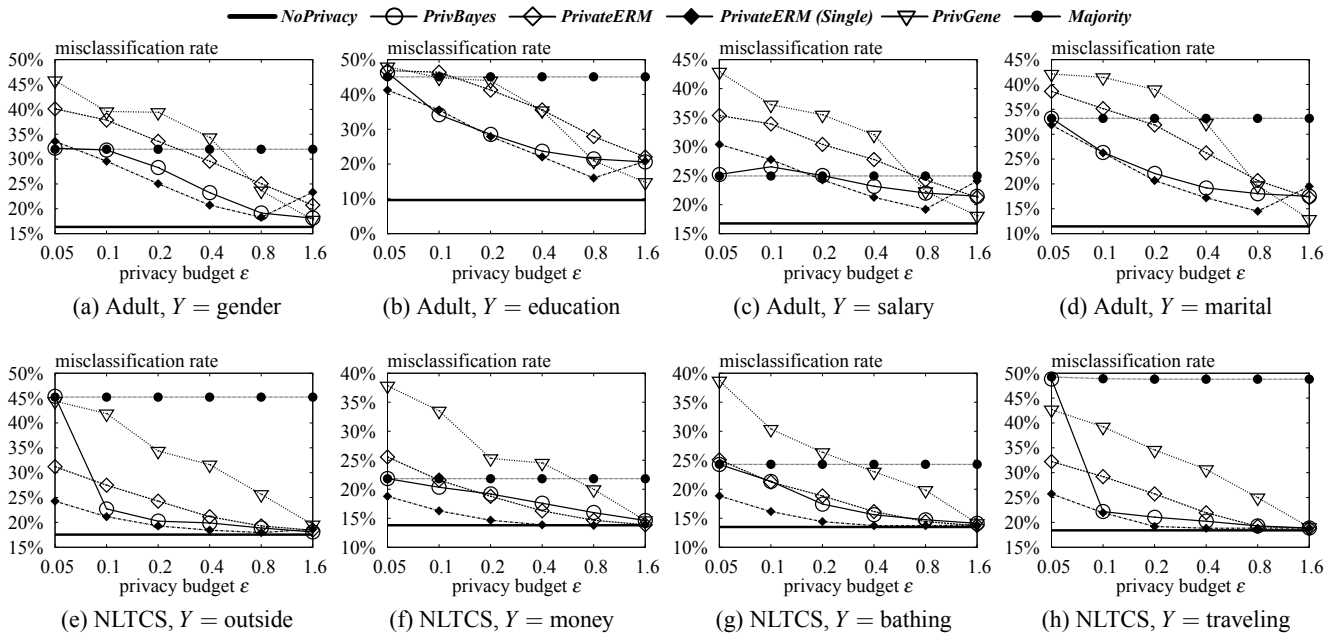 NoPrivacy PrivBayes PrivateERM PrivateERM (Single) PrivGene Majority
misclassification rate
50%
45%
40%
35%
30%
25%
20%
15%
0.05 0.1 0.2 0.4 0.8 1.6
privacy budget ε
(a) Adult, Y = gender
misclassification rate
50%
40%
30%
20%
10%
0%
0.05 0.1 0.2 0.4 0.8 1.6
privacy budget ε
(b) Adult, Y = education
misclassification rate
45%
40%
35%
30%
25%
20%
15%
0.05 0.1 0.2 0.4 0.8 1.6
privacy budget ε
(c) Adult, Y = salary
misclassification rate
45%
40%
35%
30%
25%
20%
15%
10%
0.05 0.1 0.2 0.4 0.8 1.6
privacy budget ε
(d) Adult, Y = marital
misclassification rate
50%
45%
40%
35%
30%
25%
20%
15%
0.05 0.1 0.2 0.4 0.8 1.6
privacy budget ε
(e) NLTCS, Y = outside
misclassification rate
40%
35%
30%
25%
20%
15%
10%
0.05 0.1 0.2 0.4 0.8 1.6
privacy budget ε
(f) NLTCS, Y = money
misclassification rate
40%
35%
30%
25%
20%
15%
10%
0.05 0.1 0.2 0.4 0.8 1.6
privacy budget ε
(g) NLTCS, Y = bathing
misclassification rate
50%
45%
40%
35%
30%
25%
20%
15%
0.05 0.1 0.2 0.4 0.8 1.6
privacy budget ε
(h) NLTCS, Y = traveling